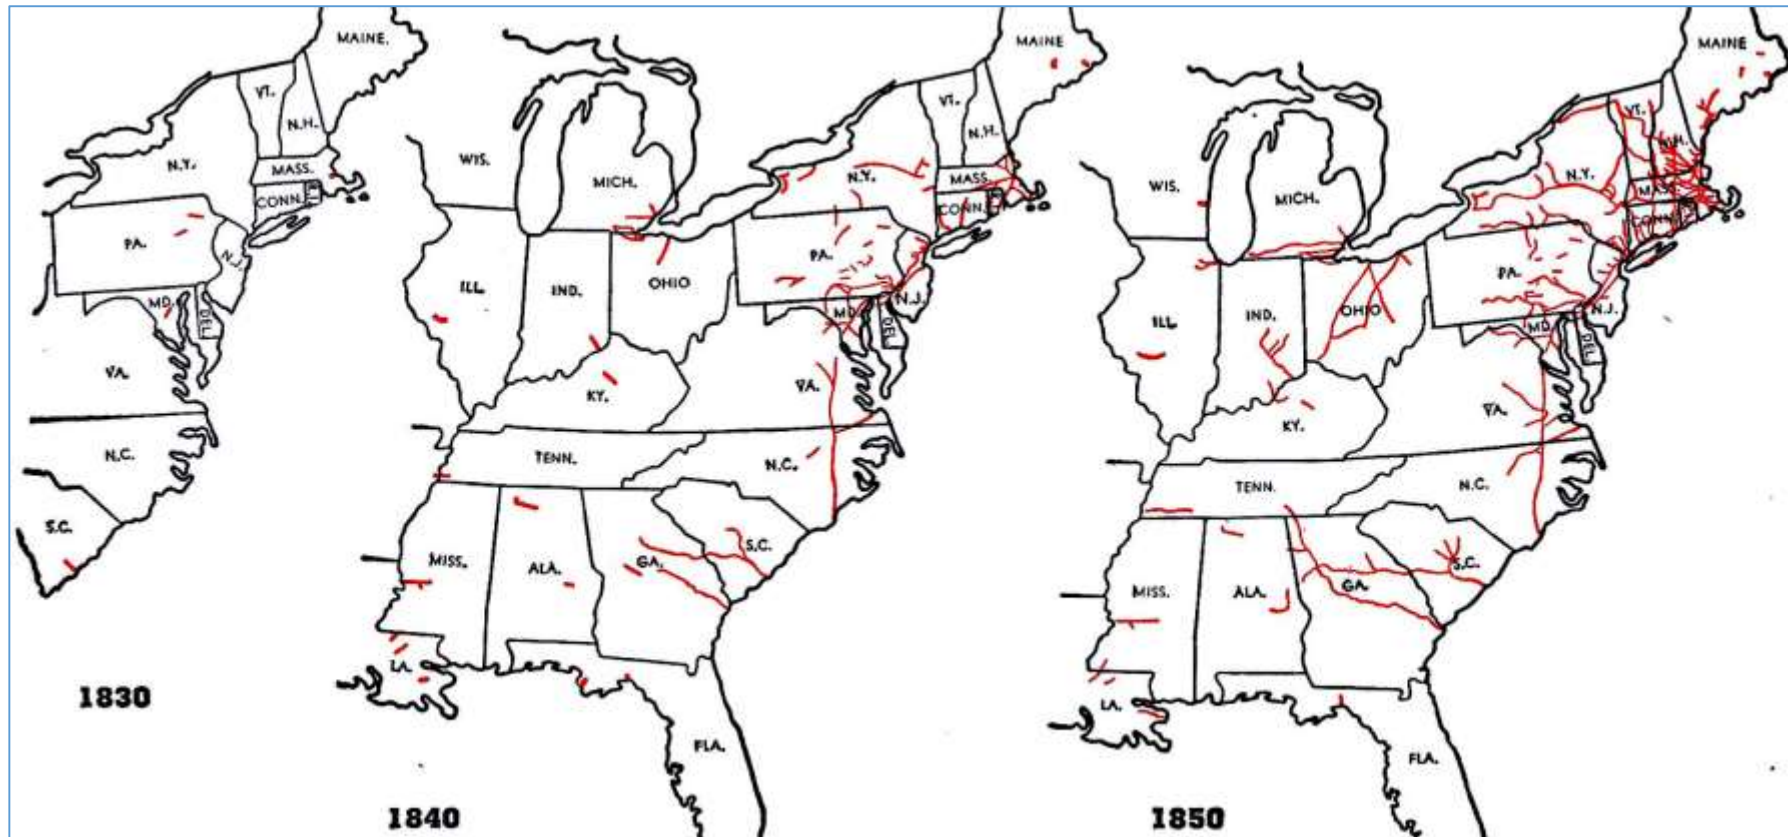 MAINE.
VT.
N.H.
N.Y.
MASS.
CONN.
R.I.
PA.
N.J.
MD.
DEL.
VA.
N.C.
S.C.
1830
MAINE
VT.
N.H.
WIS.
MICH.
N.Y.
MASS.
CONN.
PA.
ILL.
IND.
OHIO
N.J.
MD.
DEL.
VA.
KY.
TENN.
N.C.
S.C.
MISS.
ALA.
GA.
LA.
FLA.
1840
MAINE
VT.
N.H.
WIS.
MICH.
N.Y.
MASS.
CONN.
PA.
ILL.
IND.
OHIO
N.J.
MD.
DEL.
VA.
KY.
TENN.
N.C.
S.C.
MISS.
ALA.
GA.
LA.
FLA.
1850